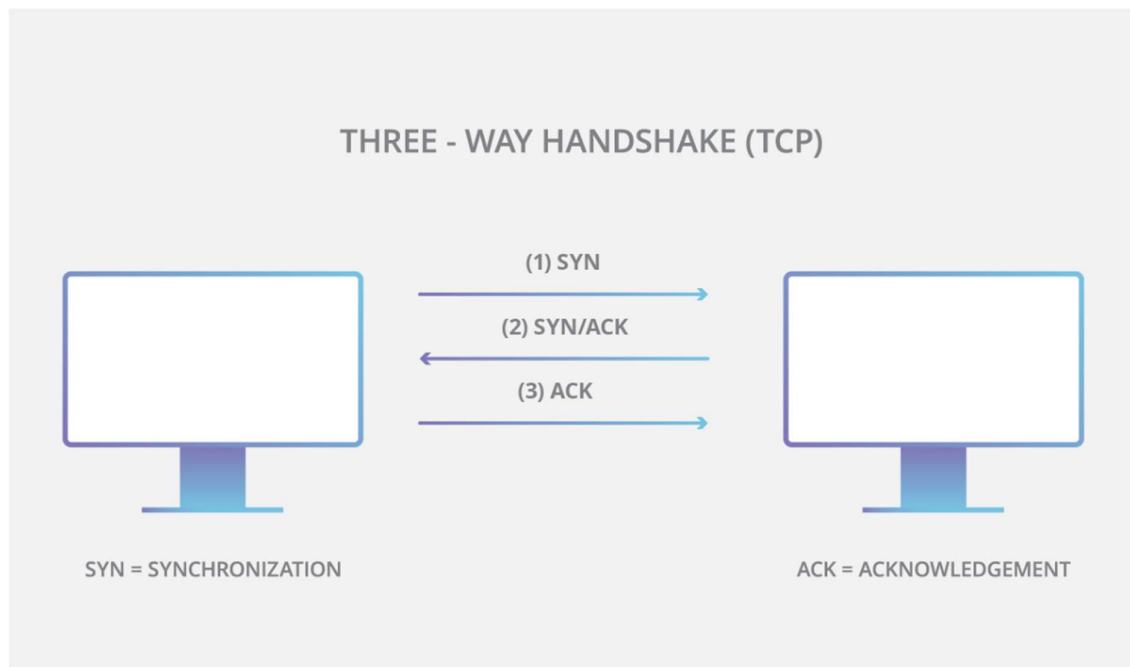 THREE - WAY HANDSHAKE (TCP)
(1) SYN
(2) SYN/ACK
(3) ACK
SYN = SYNCHRONIZATION
ACK = ACKNOWLEDGEMENT